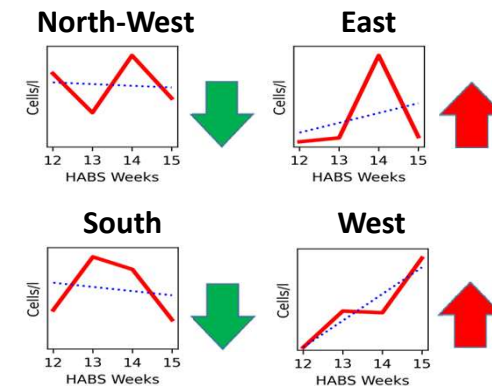 North-West
Cells/l
12 13 14 15
HABS Weeks
East
Cells/l
12 13 14 15
HABS Weeks
South
Cells/l
12 13 14 15
HABS Weeks
West
Cells/l
12 13 14 15
HABS Weeks